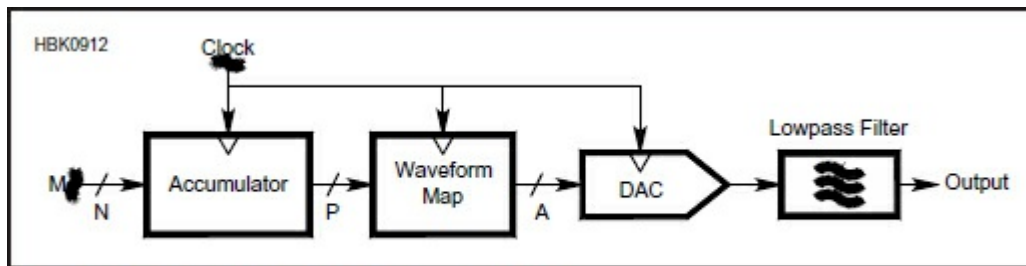 HBK0912
Clock
Lowpass Filter
M
Accumulator
Waveform
Map
DAC
Output
N
P
A